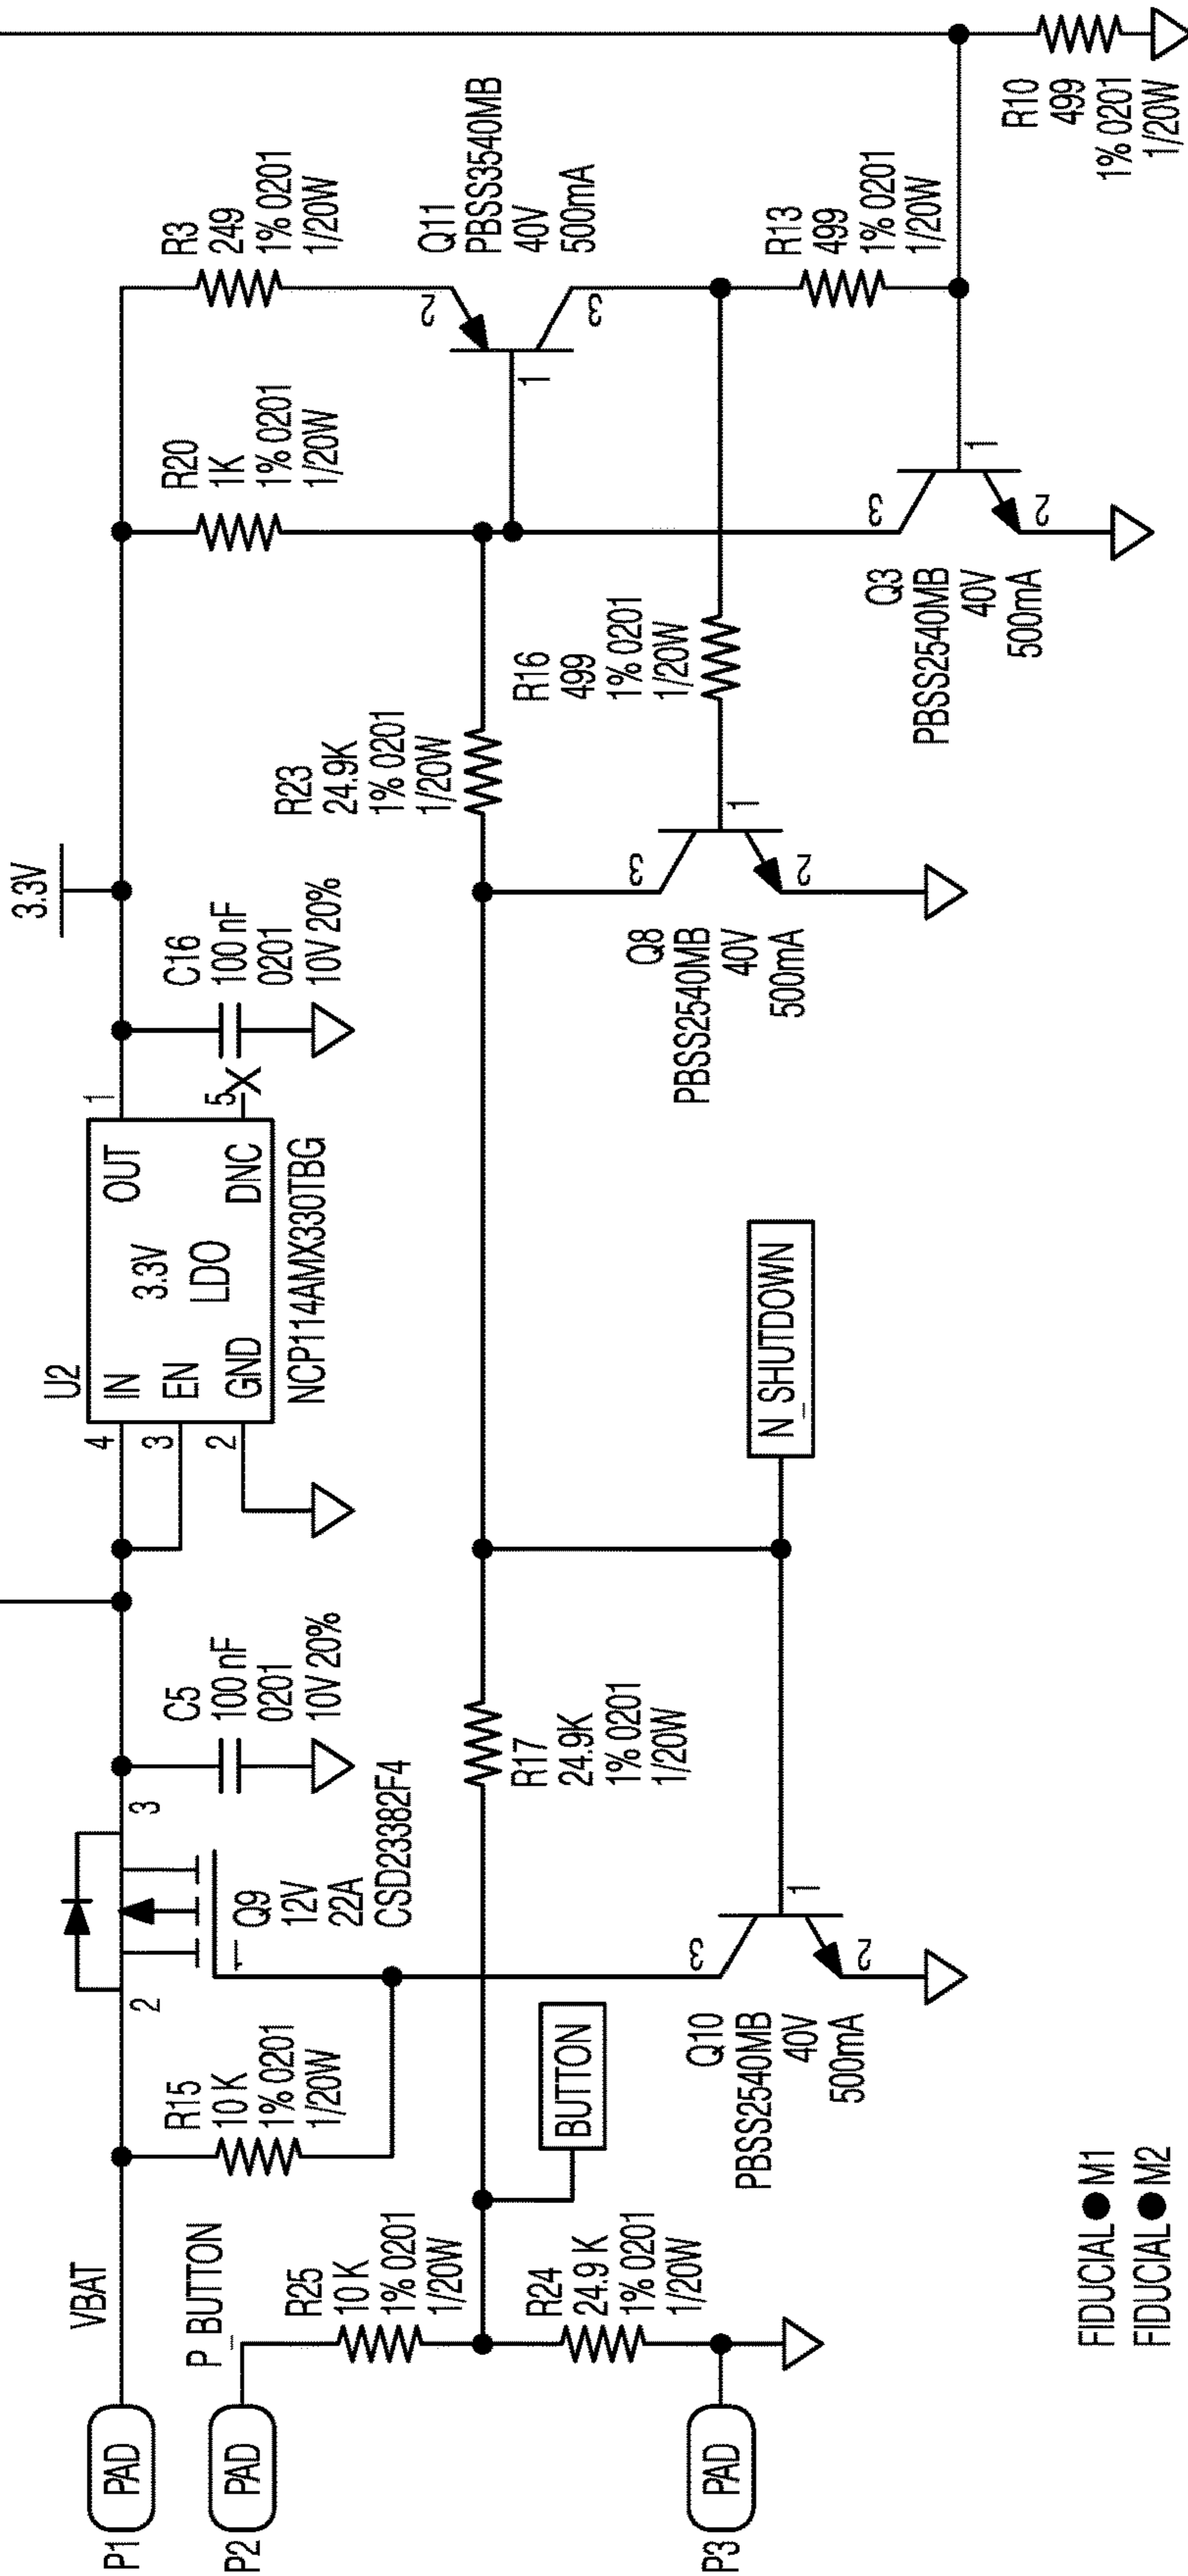 P1
PAD
VBAT
P2
PAD
P_BUTTON
P3
PAD
R25
10 K
1% 0201
1/20W
R24
24.9 K
1% 0201
1/20W
BUTTON
R15
10 K
1% 0201
1/20W
2
3
1
Q9
12V
22A
CSD23382F4
C5
100 nF
0201
10V 20%
Q10
PBSS2540MB
40V
500mA
3
1
2
R17
24.9K
1% 0201
1/20W
N_SHUTDOWN
U2
4
IN
3
EN
2
GND
3.3V
LDO
OUT
1
DNC
5
X
NCP114AMX330TBG
C16
100 nF
0201
10V 20%
3.3V
R23
24.9K
1% 0201
1/20W
Q8
PBSS2540MB
40V
500mA
3
1
2
R16
499
1% 0201
1/20W
R20
1K
1% 0201
1/20W
R3
249
1% 0201
1/20W
Q11
PBSS3540MB
40V
500mA
2
1
3
R13
499
1% 0201
1/20W
Q3
PBSS2540MB
40V
500mA
3
1
2
R10
499
1% 0201
1/20W
FIDUCIAL M1
FIDUCIAL M2